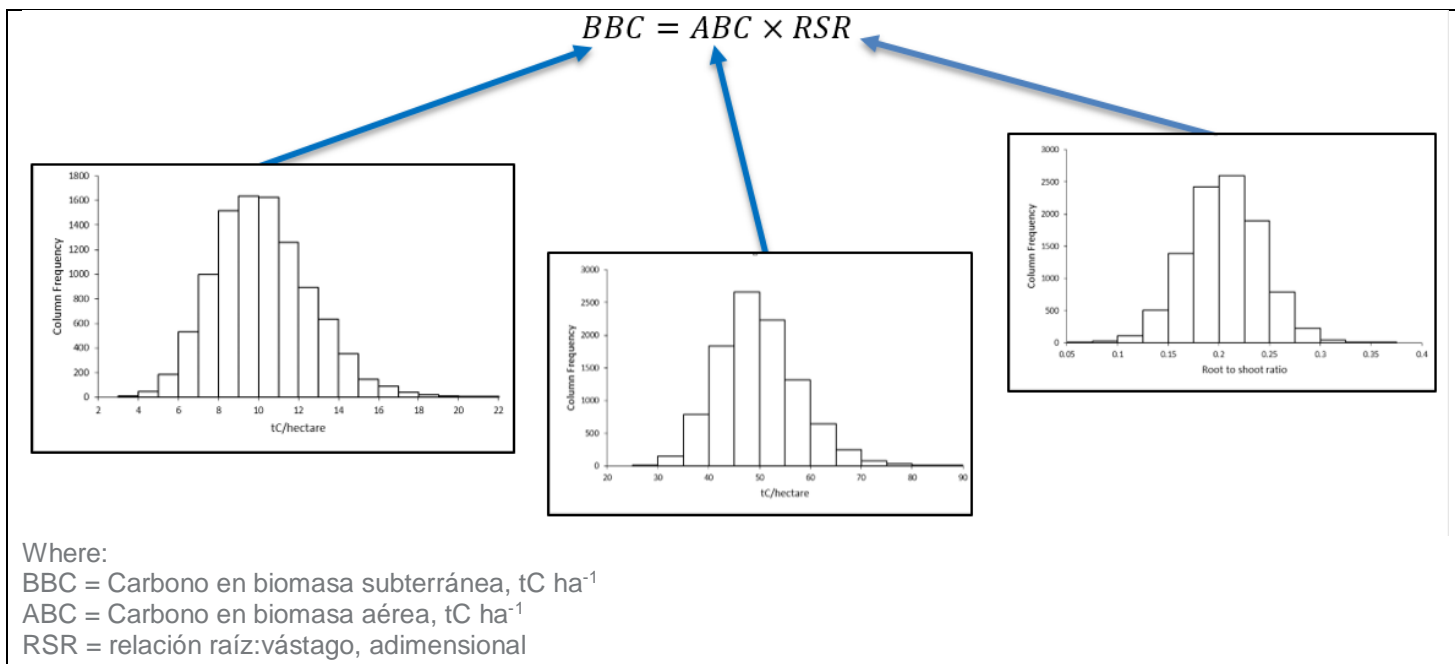 BBC = ABC × RSR
Column Frequency
1800
1600
1400
1200
1000
800
600
400
200
0
2 4 6 8 10 12 14 16 18 20 22
tC/hectare
Column Frequency
3000
2500
2000
1500
1000
500
0
20 30 40 50 60 70 80 90
tC/hectare
Column Frequency
3000
2500
2000
1500
1000
500
0
0.05 0.1 0.15 0.2 0.25 0.3 0.35 0.4
Root to shoot ratio
Where:
BBC = Carbono en biomasa subterránea, tC ha⁻¹
ABC = Carbono en biomasa aérea, tC ha⁻¹
RSR = relación raíz:vástago, adimensional